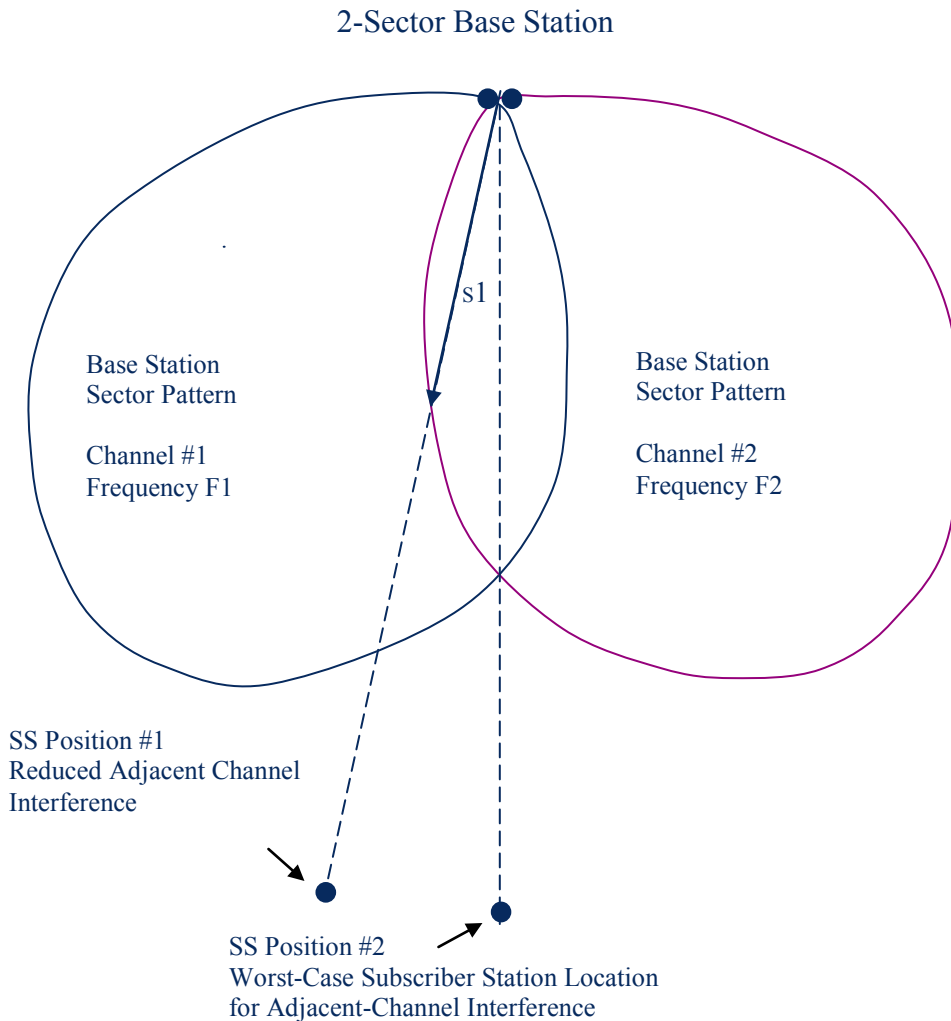 2-Sector Base Station
s1
Base Station
Sector Pattern
Channel #1
Frequency F1
Base Station
Sector Pattern
Channel #2
Frequency F2
SS Position #1
Reduced Adjacent Channel
Interference
SS Position #2
Worst-Case Subscriber Station Location
for Adjacent-Channel Interference